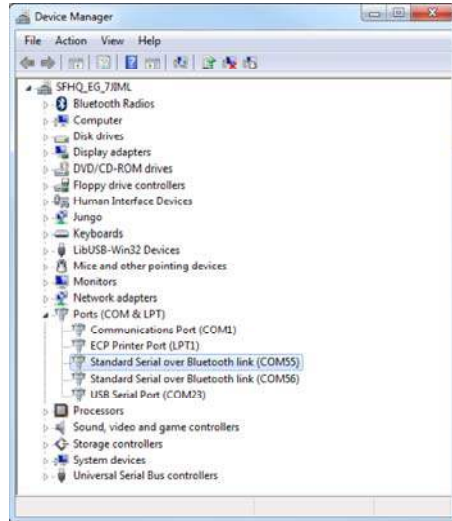 Device Manager
File Action View Help
SFHQ_EG_7JIML
Bluetooth Radios
Computer
Disk drives
Display adapters
DVD/CD-ROM drives
Floppy drive controllers
Human Interface Devices
Jungo
Keyboards
LibUSB-Win32 Devices
Mice and other pointing devices
Monitors
Network adapters
Ports (COM & LPT)
Communications Port (COM1)
ECP Printer Port (LPT1)
Standard Serial over Bluetooth link (COM55)
Standard Serial over Bluetooth link (COM56)
USB Serial Port (COM23)
Processors
Sound, video and game controllers
Storage controllers
System devices
Universal Serial Bus controllers